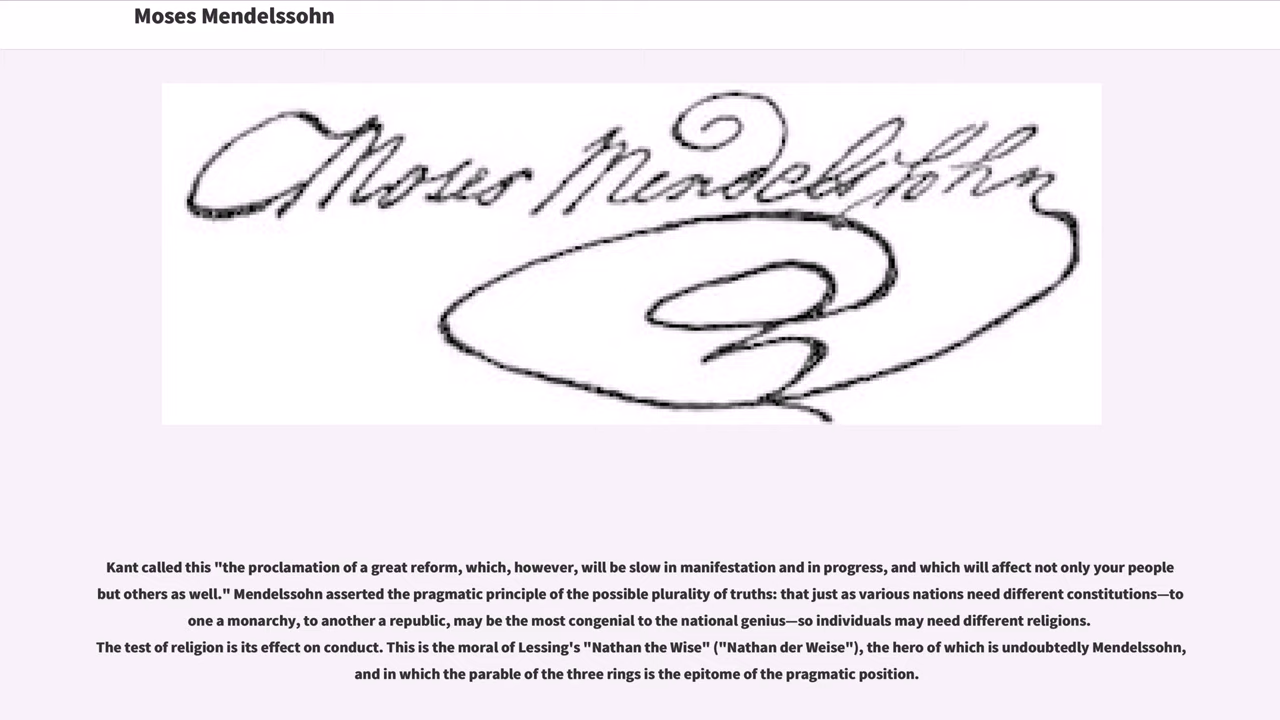 Moses Mendelssohn
Moses Mendelssohn
Kant called this "the proclamation of a great reform, which, however, will be slow in manifestation and in progress, and which will affect not only your people
but others as well." Mendelssohn asserted the pragmatic principle of the possible plurality of truths: that just as various nations need different constitutions—to
one a monarchy, to another a republic, may be the most congenial to the national genius—so individuals may need different religions.
The test of religion is its effect on conduct. This is the moral of Lessing's "Nathan the Wise" ("Nathan der Weise"), the hero of which is undoubtedly Mendelssohn,
and in which the parable of the three rings is the epitome of the pragmatic position.